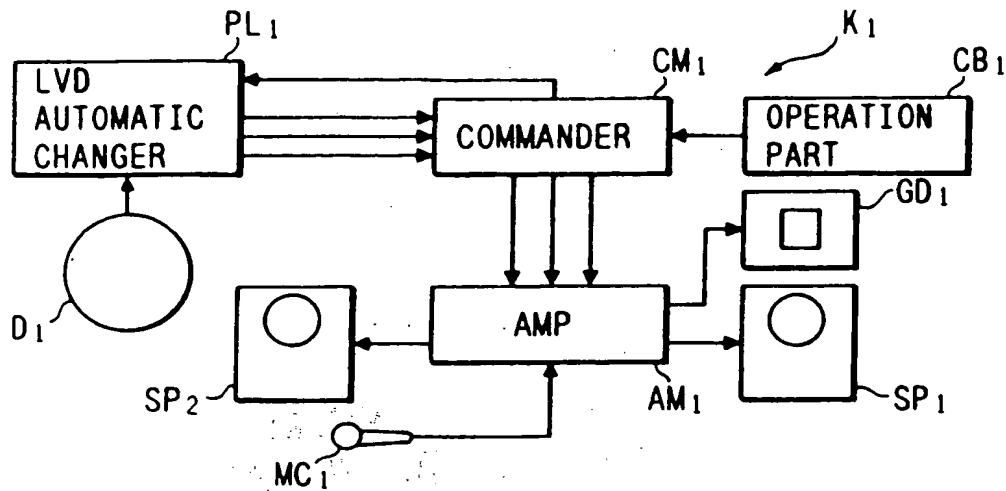 PL1
K1
LVD
AUTOMATIC
CHANGER
CM1
COMMANDER
CB1
OPERATION
PART
GD1
D1
AMP
SP2
AM1
SP1
MC1